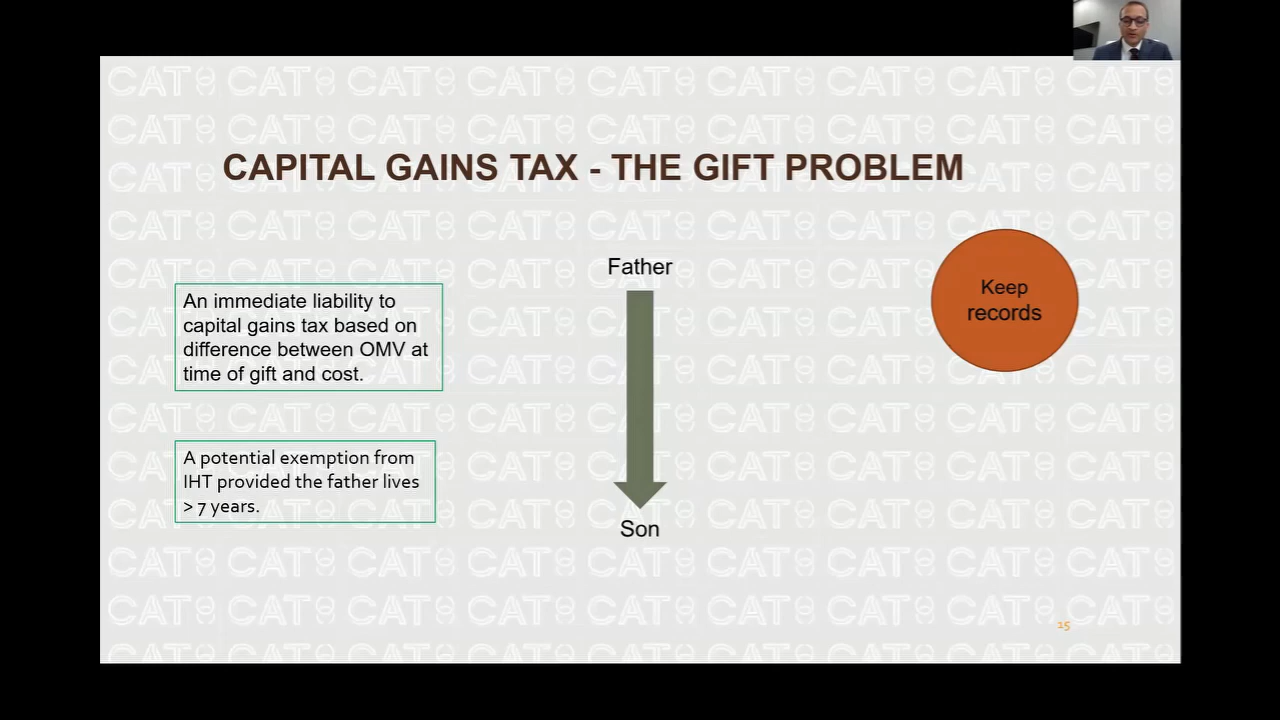 CAPITAL GAINS TAX - THE GIFT PROBLEM
Father
Keep
records
An immediate liability to
capital gains tax based on
difference between OMV at
time of gift and cost.
A potential exemption from
IHT provided the father lives
> 7 years.
Son
15